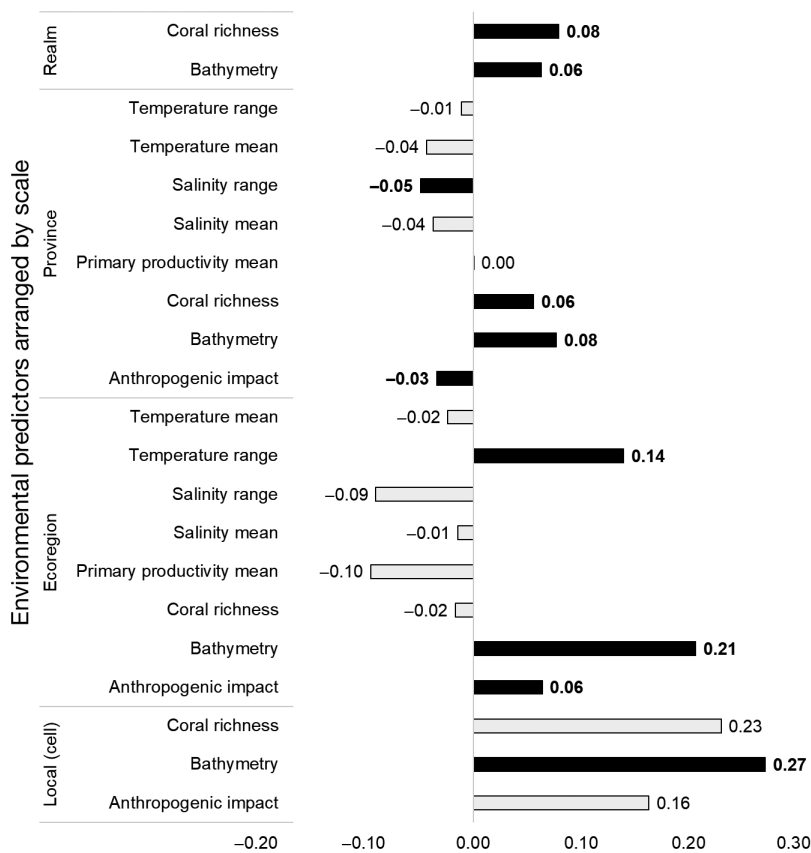 Environmental predictors arranged by scale
Realm
Coral richness 0.08
Bathymetry 0.06
Province
Temperature range –0.01
Temperature mean –0.04
Salinity range –0.05
Salinity mean –0.04
Primary productivity mean 0.00
Coral richness 0.06
Bathymetry 0.08
Anthropogenic impact –0.03
Ecoregion
Temperature mean –0.02
Temperature range 0.14
Salinity range –0.09
Salinity mean –0.01
Primary productivity mean –0.10
Coral richness –0.02
Bathymetry 0.21
Anthropogenic impact 0.06
Local (cell)
Coral richness 0.23
Bathymetry 0.27
Anthropogenic impact 0.16
–0.20 –0.10 0.00 0.10 0.20 0.30